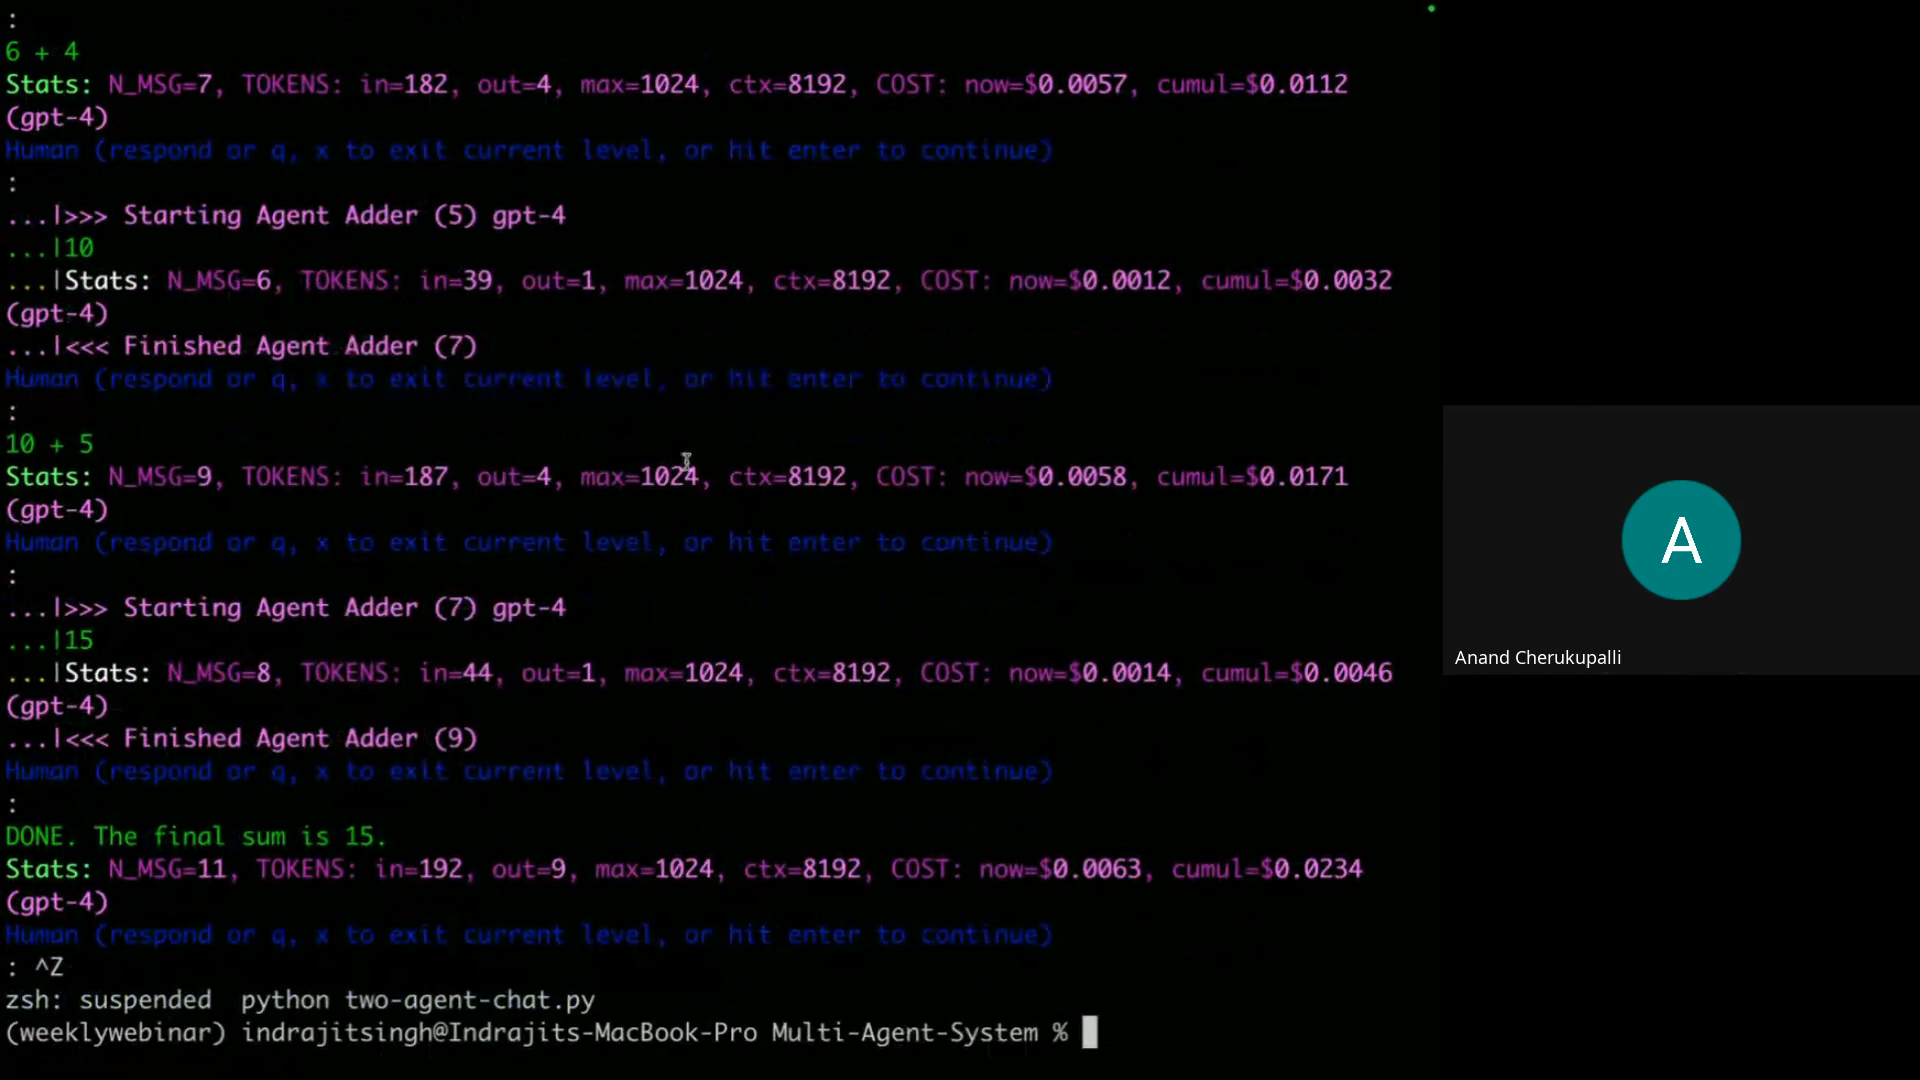 :
6 + 4
Stats: N_MSG=7, TOKENS: in=182, out=4, max=1024, ctx=8192, COST: now=$0.0057, cumul=$0.0112
(gpt-4)
Human (respond or q, x to exit current level, or hit enter to continue)
:
...|>>> Starting Agent Adder (5) gpt-4
...|10
...|Stats: N_MSG=6, TOKENS: in=39, out=1, max=1024, ctx=8192, COST: now=$0.0012, cumul=$0.0032
(gpt-4)
...|<<< Finished Agent Adder (7)
Human (respond or q, x to exit current level, or hit enter to continue)
:
10 + 5
Stats: N_MSG=9, TOKENS: in=187, out=4, max=1024, ctx=8192, COST: now=$0.0058, cumul=$0.0171
(gpt-4)
Human (respond or q, x to exit current level, or hit enter to continue)
:
...|>>> Starting Agent Adder (7) gpt-4
...|15
...|Stats: N_MSG=8, TOKENS: in=44, out=1, max=1024, ctx=8192, COST: now=$0.0014, cumul=$0.0046
(gpt-4)
...|<<< Finished Agent Adder (9)
Human (respond or q, x to exit current level, or hit enter to continue)
:
DONE. The final sum is 15.
Stats: N_MSG=11, TOKENS: in=192, out=9, max=1024, ctx=8192, COST: now=$0.0063, cumul=$0.0234
(gpt-4)
Human (respond or q, x to exit current level, or hit enter to continue)
: ^Z
zsh: suspended  python two-agent-chat.py
(weeklywebinar) indrajitsingh@Indrajits-MacBook-Pro Multi-Agent-System %
A
Anand Cherukupalli